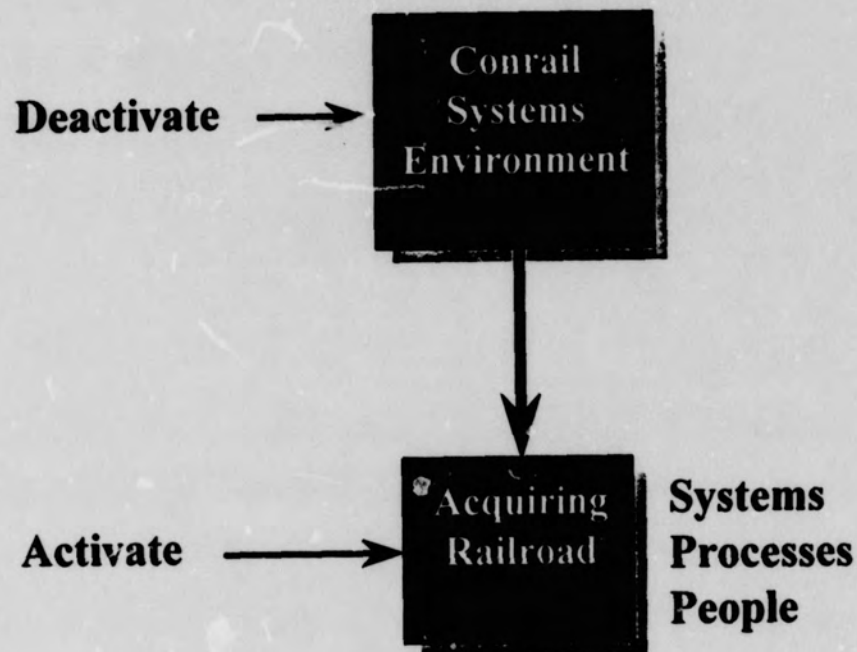 Conrail
Systems
Environment
Deactivate
Acquiring
Railroad
Activate
Systems
Processes
People